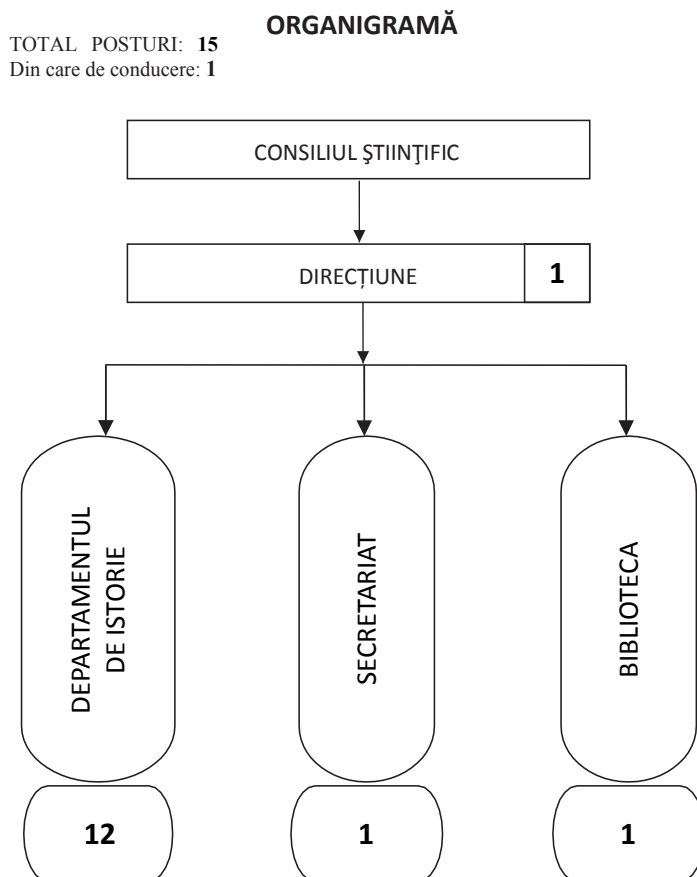 ORGANIGRAMĂ
TOTAL POSTURI: 15
Din care de conducere: 1
CONSILIUL ŞTIINŢIFIC
DIRECȚIUNE
1
DEPARTAMENTUL
DE ISTORIE
SECRETARIAT
BIBLIOTECA
12
1
1